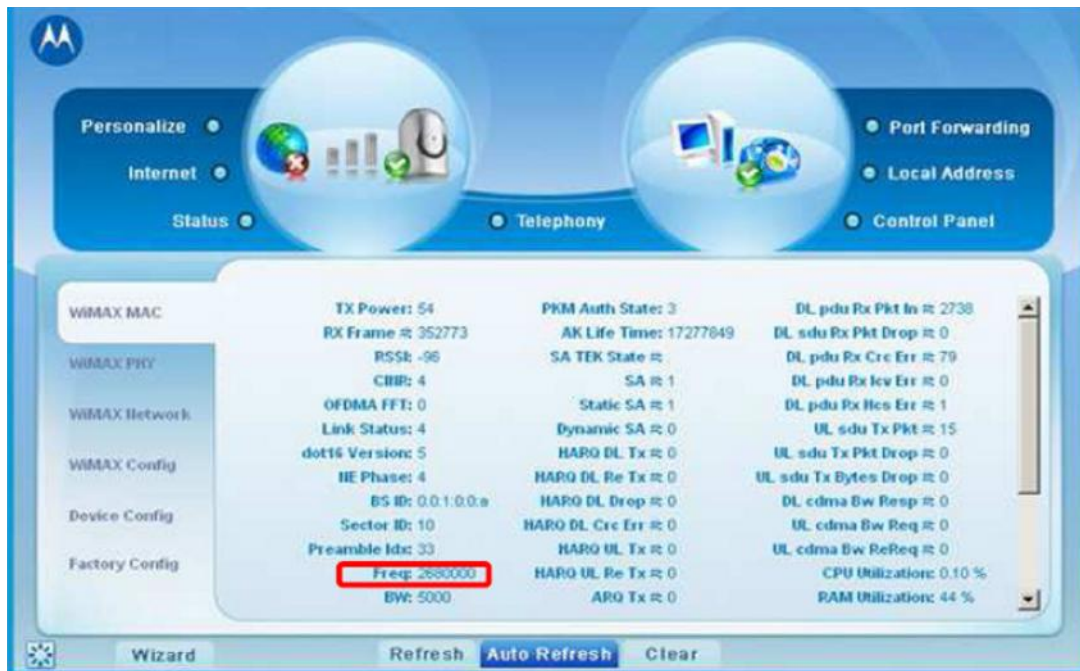 Personalize
Internet
Status
Telephony
Port Forwarding
Local Address
Control Panel
WiMAX MAC
WiMAX PHY
WiMAX Network
WiMAX Config
Device Config
Factory Config
TX Power: 54
RX Frame #: 352773
RSSI: -96
CINR: 4
OFDMA FFT: 0
Link Status: 4
dot16 Version: 5
NE Phase: 4
BS ID: 0:0:1:0:0:a
Sector ID: 10
Preamble Idx: 33
Freq: 2680000
BW: 5000
PKM Auth State: 3
AK Life Time: 17277849
SA TEK State #:
SA #: 1
Static SA #: 1
Dynamic SA #: 0
HARQ DL Tx #: 0
HARQ DL Re Tx #: 0
HARQ DL Drop #: 0
HARQ DL Crc Err #: 0
HARQ UL Tx #: 0
HARQ UL Re Tx #: 0
ARQ Tx #: 0
DL pdu Rx Pkt In #: 2738
DL sdu Rx Pkt Drop #: 0
DL pdu Rx Crc Err #: 79
DL pdu Rx Icv Err #: 0
DL pdu Rx Hcs Err #: 1
UL sdu Tx Pkt #: 15
UL sdu Tx Pkt Drop #: 0
UL sdu Tx Bytes Drop #: 0
DL cdma Bw Resp #: 0
UL cdma Bw Req #: 0
UL cdma Bw ReReq #: 0
CPU Utilization: 0.10 %
RAM Utilization: 44 %
Wizard
Refresh
Auto Refresh
Clear